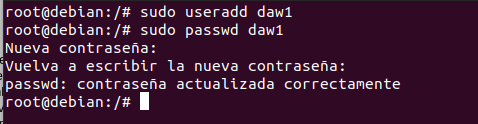 root@debian:/# sudo useradd daw1
root@debian:/# sudo passwd daw1
Nueva contraseña:
Vuelva a escribir la nueva contraseña:
passwd: contraseña actualizada correctamente
root@debian:/#